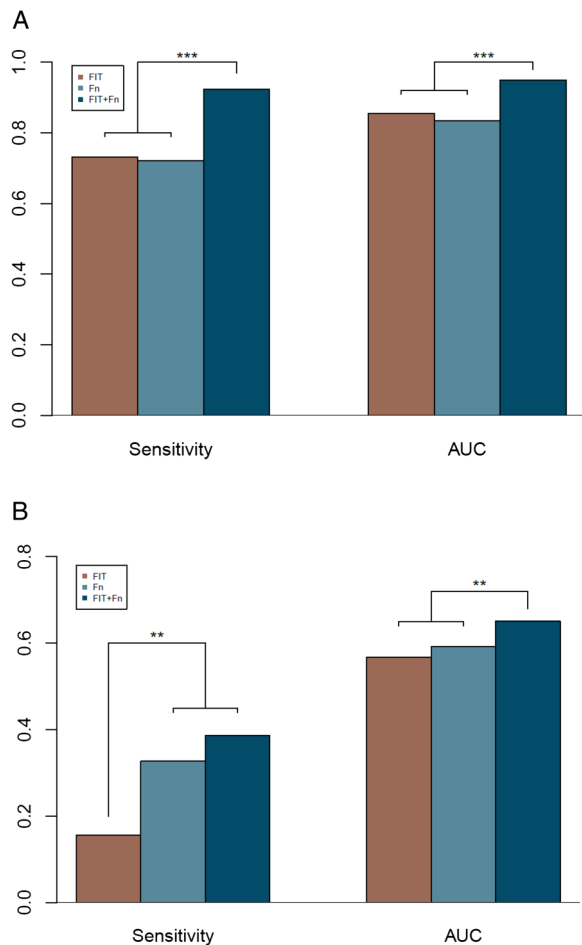 A
***
***
FIT
Fn
FIT+Fn
1.0
0.8
0.6
0.4
0.2
0.0
Sensitivity AUC
B
0.8
FIT
Fn
FIT+Fn
**
**
0.6
0.4
0.2
0.0
Sensitivity AUC